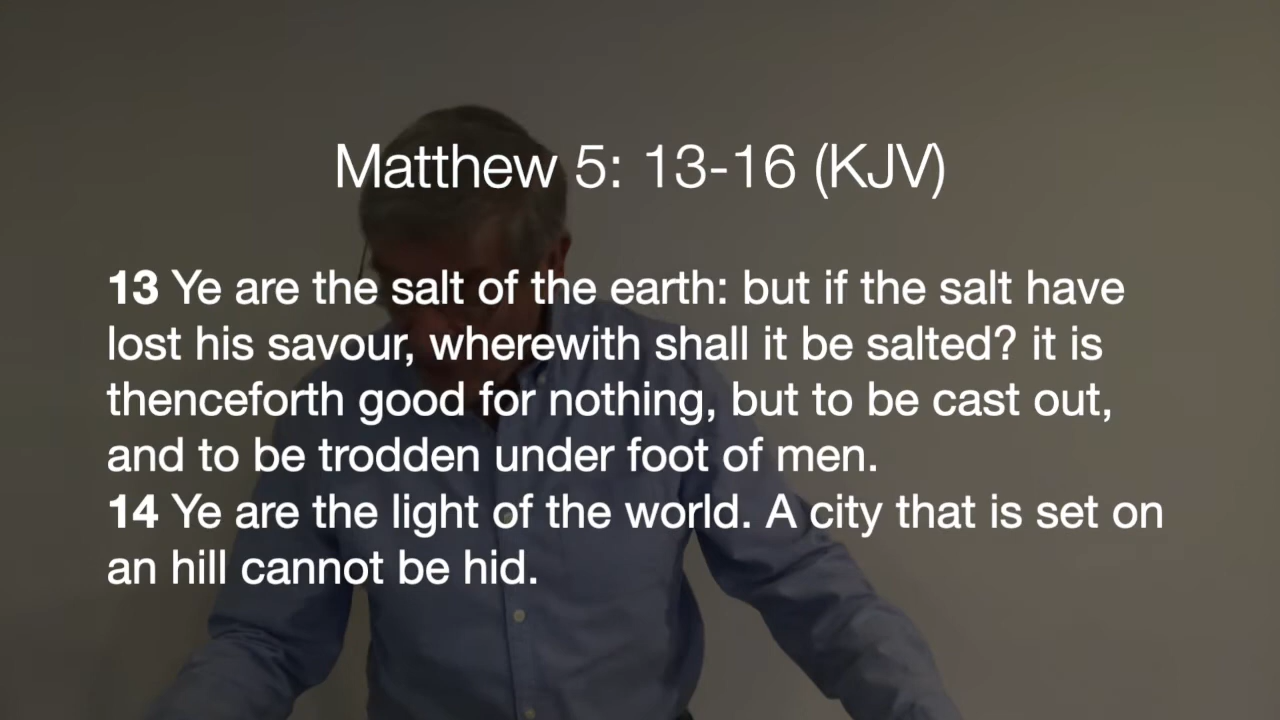 Matthew 5: 13-16 (KJV)
13 Ye are the salt of the earth: but if the salt have
lost his savour, wherewith shall it be salted? it is
thenceforth good for nothing, but to be cast out,
and to be trodden under foot of men.
14 Ye are the light of the world. A city that is set on
an hill cannot be hid.